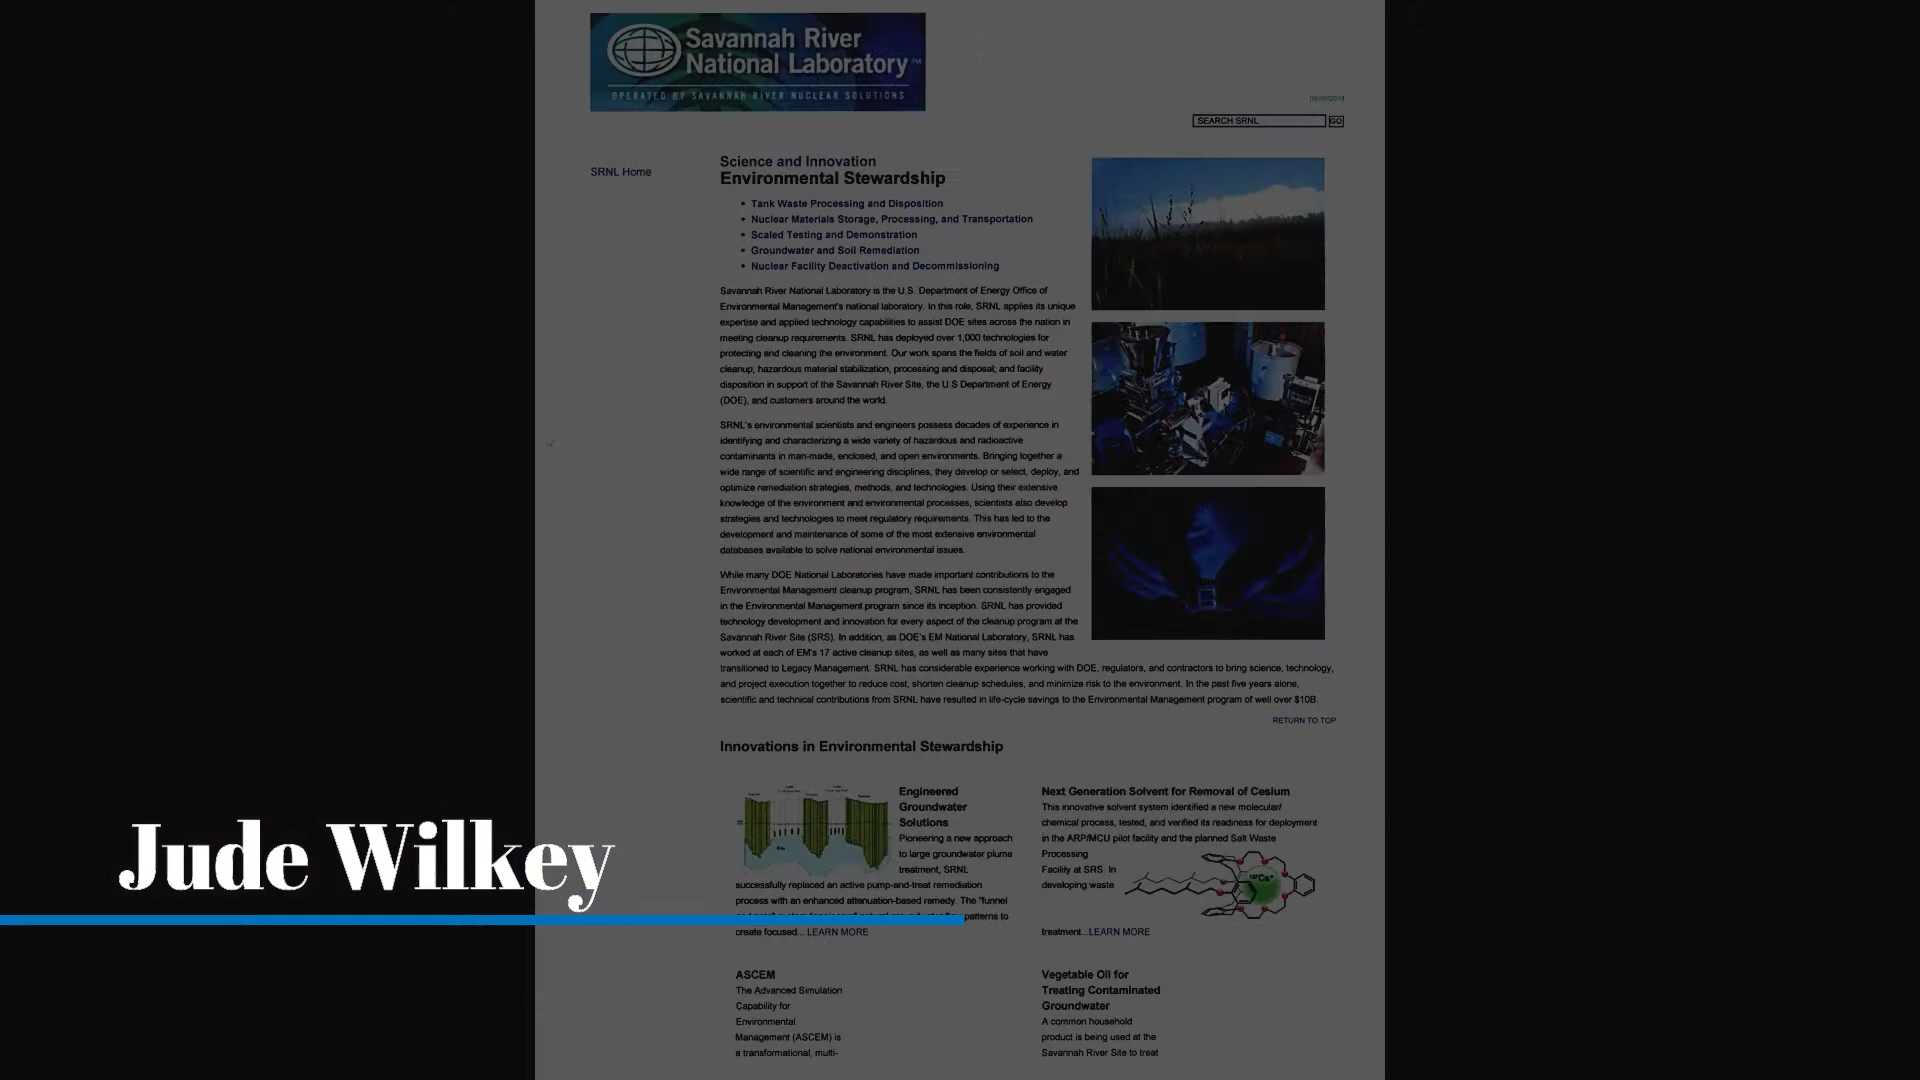 Savannah River
National Laboratory™
OPERATED BY SAVANNAH RIVER NUCLEAR SOLUTIONS
SEARCH SRNL GO
SRNL Home
Science and Innovation
Environmental Stewardship
• Tank Waste Processing and Disposition
• Nuclear Materials Storage, Processing, and Transportation
• Scaled Testing and Demonstration
• Groundwater and Soil Remediation
• Nuclear Facility Deactivation and Decommissioning
Savannah River National Laboratory is the U.S. Department of Energy Office of
Environmental Management's national laboratory. In this role, SRNL applies its unique
expertise and applied technology capabilities to assist DOE sites across the nation in
meeting cleanup requirements. SRNL has deployed over 1,000 technologies for
protecting and cleaning the environment. Our work spans the fields of soil and water
cleanup; hazardous material stabilization, processing and disposal; and facility
disposition in support of the Savannah River Site, the U.S Department of Energy
(DOE), and customers around the world.
SRNL's environmental scientists and engineers possess decades of experience in
identifying and characterizing a wide variety of hazardous and radioactive
contaminants in man-made, enclosed, and open environments. Bringing together a
wide range of scientific and engineering disciplines, they develop or select, deploy, and
optimize remediation strategies, methods, and technologies. Using their extensive
knowledge of the environment and environmental processes, scientists also develop
strategies and technologies to meet regulatory requirements. This has led to the
development and maintenance of some of the most extensive environmental
databases available to solve national environmental issues.
While many DOE National Laboratories have made important contributions to the
Environmental Management cleanup program, SRNL has been consistently engaged
in the Environmental Management program since its inception. SRNL has provided
technology development and innovation for every aspect of the cleanup program at the
Savannah River Site (SRS). In addition, as DOE's EM National Laboratory, SRNL has
worked at each of EM's 17 active cleanup sites, as well as many sites that have
transitioned to Legacy Management. SRNL has considerable experience working with DOE, regulators, and contractors to bring science, technology,
and project execution together to reduce cost, shorten cleanup schedules, and minimize risk to the environment. In the past five years alone,
scientific and technical contributions from SRNL have resulted in life-cycle savings to the Environmental Management program of well over $10B.
RETURN TO TOP
Innovations in Environmental Stewardship
Engineered
Groundwater
Solutions
Pioneering a new approach
to large groundwater plume
treatment, SRNL
successfully replaced an active pump-and-treat remediation
process with an enhanced attenuation-based remedy. The "funnel
patterns to
create focused... LEARN MORE
Next Generation Solvent for Removal of Cesium
This innovative solvent system identified a new molecular/
chemical process, tested, and verified its readiness for deployment
in the ARP/MCU pilot facility and the planned Salt Waste
Processing
Facility at SRS. In
developing waste
treatment...LEARN MORE
137Cs+
Jude Wilkey
ASCEM
The Advanced Simulation
Capability for
Environmental
Management (ASCEM) is
a transformational, multi-
Vegetable Oil for
Treating Contaminated
Groundwater
A common household
product is being used at the
Savannah River Site to treat